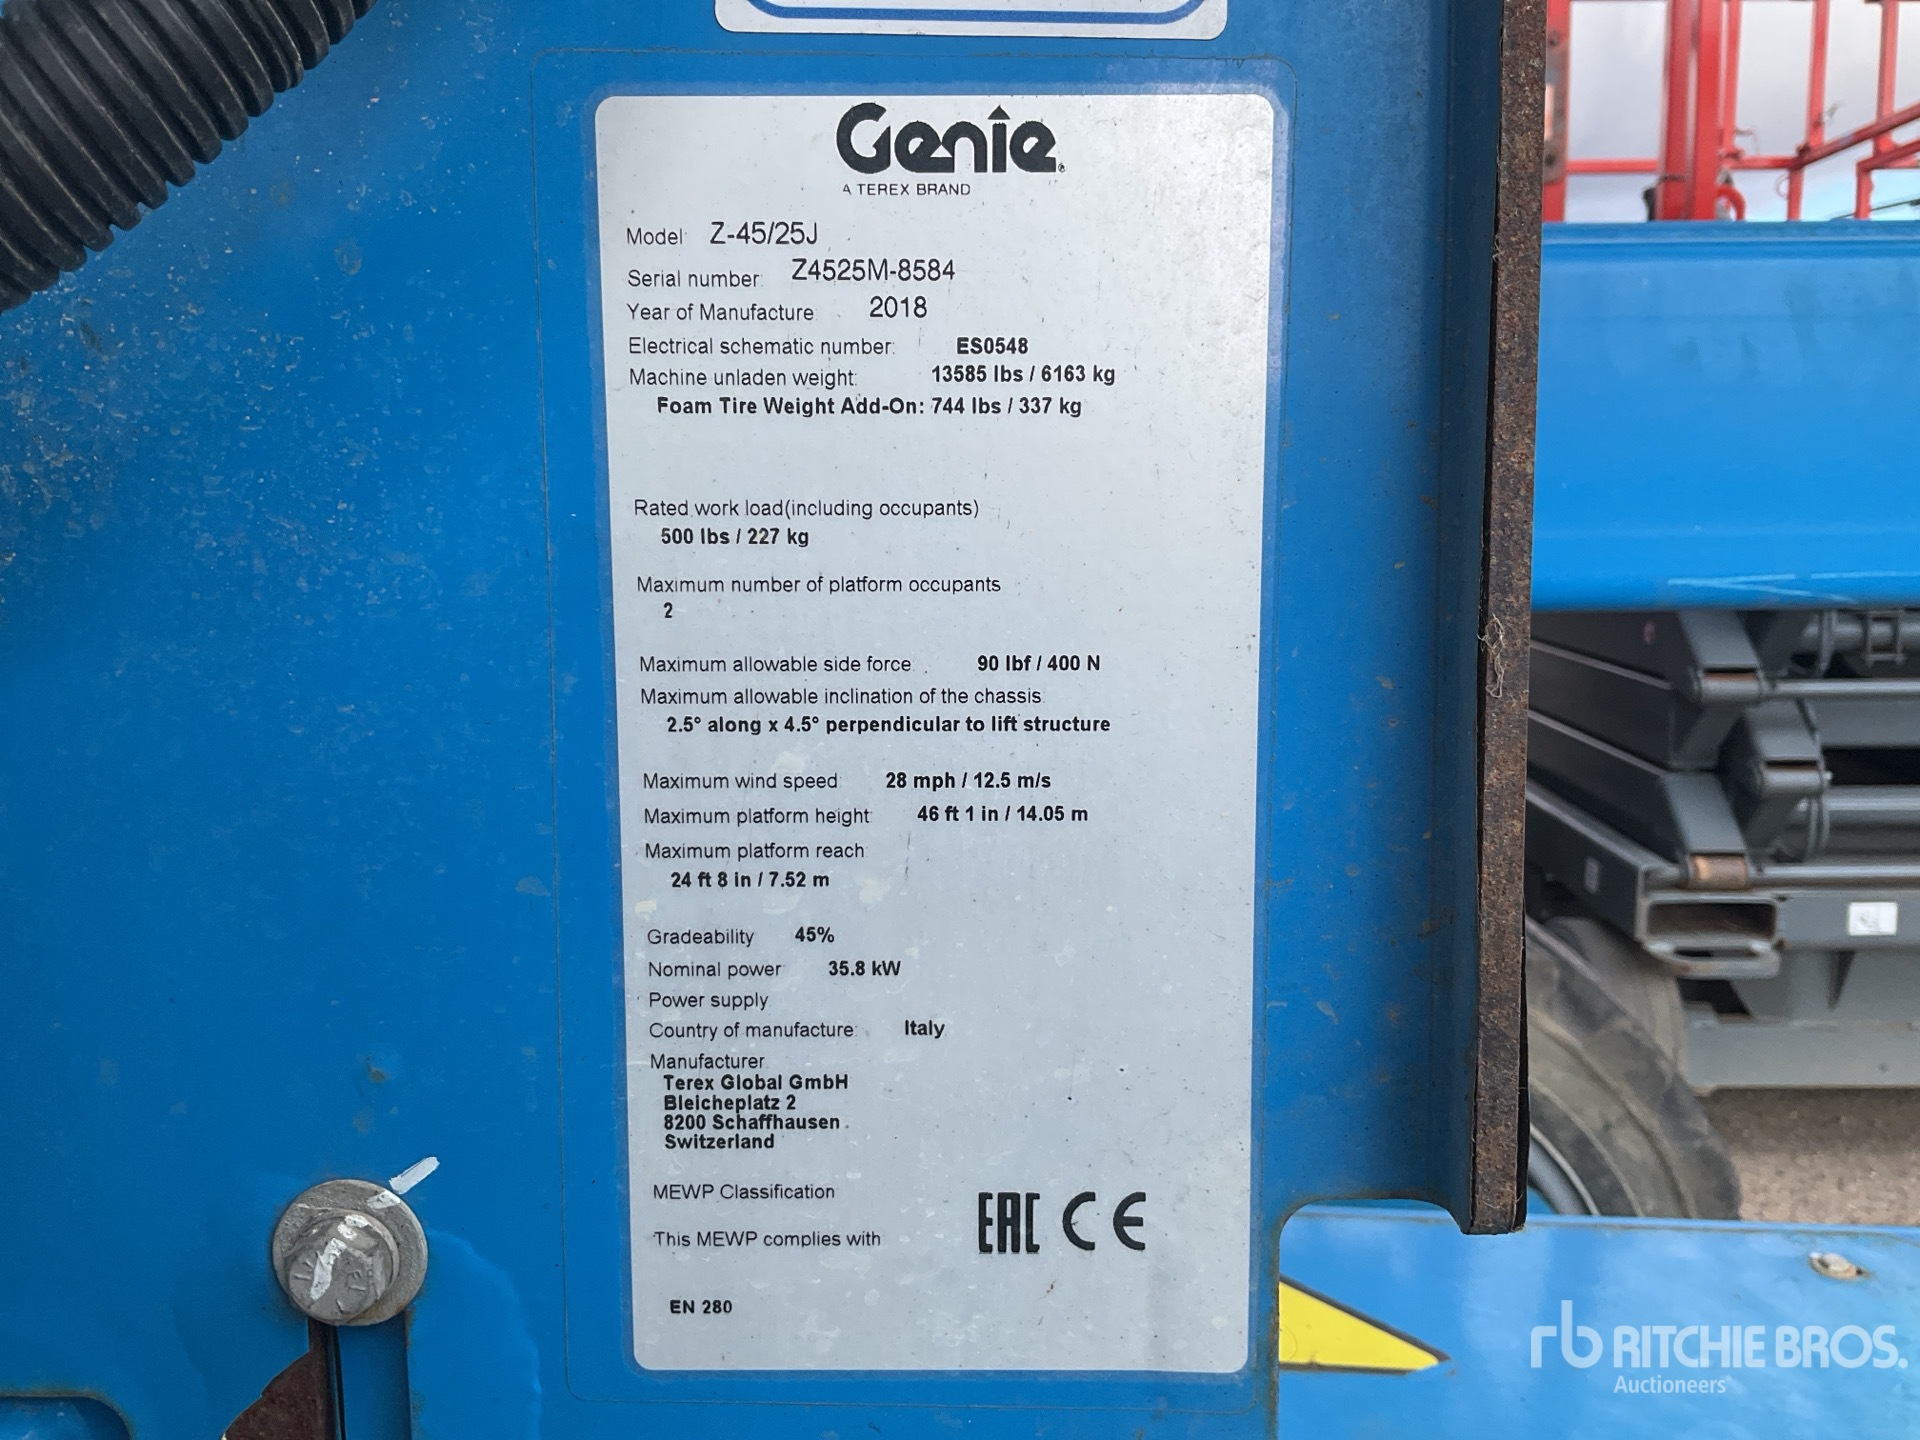 Genie
A TEREX BRAND
Model: Z-45/25J
Serial number: Z4525M-8584
Year of Manufacture: 2018
Electrical schematic number: ES0548
Machine unladen weight: 13585 lbs / 6163 kg
Foam Tire Weight Add-On: 744 lbs / 337 kg
Rated work load(including occupants)
500 lbs / 227 kg
Maximum number of platform occupants
2
Maximum allowable side force: 90 lbf / 400 N
Maximum allowable inclination of the chassis:
2.5° along x 4.5° perpendicular to lift structure
Maximum wind speed: 28 mph / 12.5 m/s
Maximum platform height: 46 ft 1 in / 14.05 m
Maximum platform reach:
24 ft 8 in / 7.52 m
Gradeability 45%
Nominal power: 35.8 kW
Power supply
Country of manufacture: Italy
Manufacturer
Terex Global GmbH
Bleicheplatz 2
8200 Schaffhausen
Switzerland
MEWP Classification
This MEWP complies with
EAC CE
EN 280
rb RITCHIE BROS.
Auctioneers